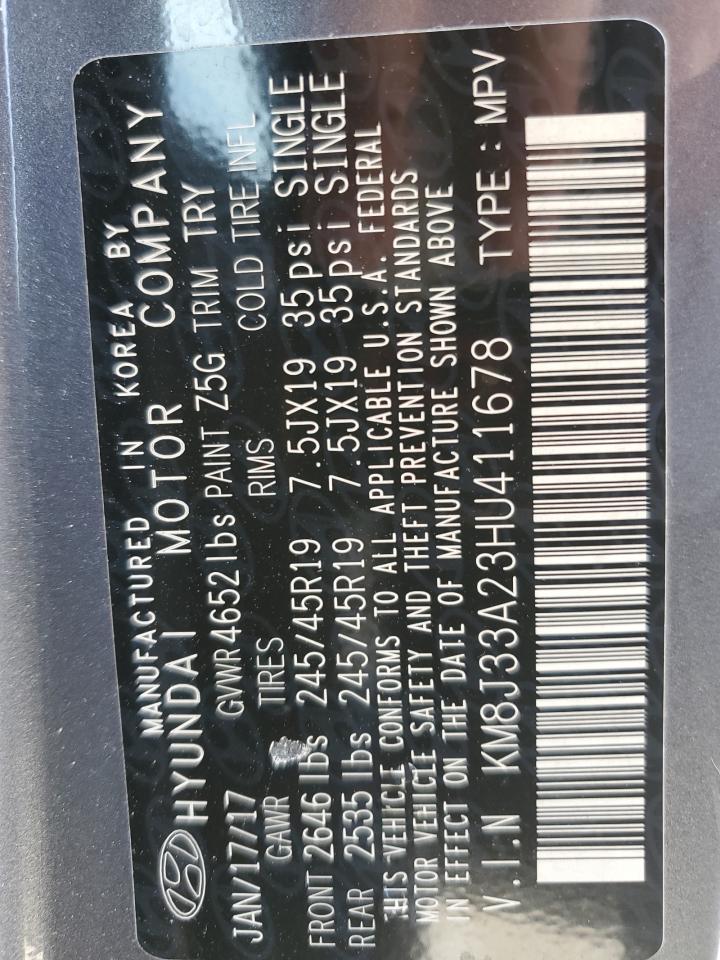 MANUFACTURED IN KOREA BY
HYUNDAI MOTOR COMPANY
JAN/17/17 GVWR 4652 lbs PAINT Z5G TRIM TRY
GAWR TIRES RIMS COLD TIRE INFL
FRONT 2646 lbs 245/45R19 7.5JX19 35psi SINGLE
REAR 2535 lbs 245/45R19 7.5JX19 35psi SINGLE
THIS VEHICLE CONFORMS TO ALL APPLICABLE U.S.A. FEDERAL
MOTOR VEHICLE SAFETY AND THEFT PREVENTION STANDARDS
IN EFFECT ON THE DATE OF MANUFACTURE SHOWN ABOVE
V.I.N KM8J33A23HU411678 TYPE : MPV